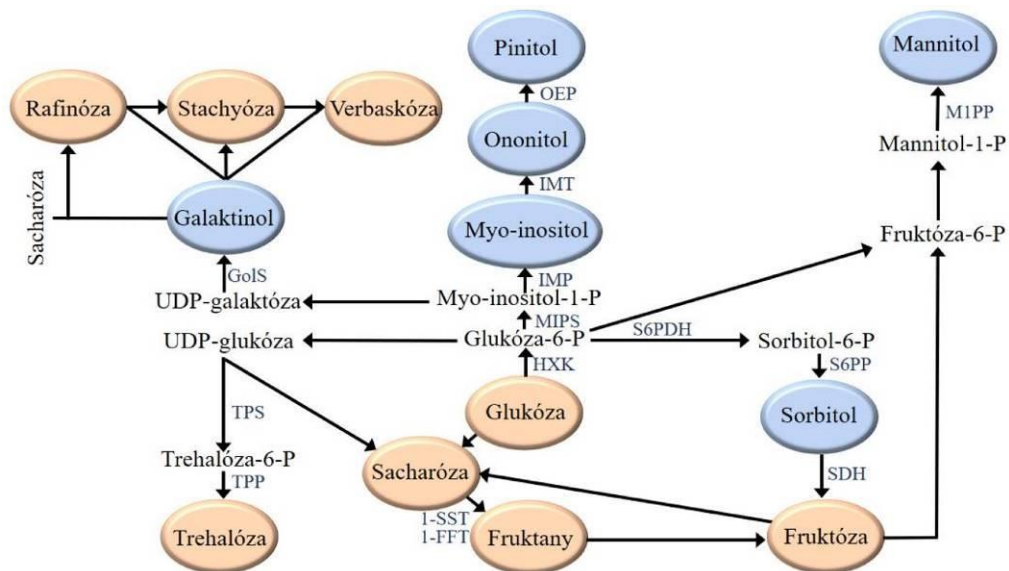 Pinitol
Mannitol
OEP
M1PP
Rafinóza
Stachyóza
Verbaskóza
Ononitol
Mannitol-1-P
IMT
Sacharóza
Galaktinol
Myo-inositol
Fruktóza-6-P
GolS
IMP
UDP-galaktóza
Myo-inositol-1-P
MIPS
S6PDH
UDP-glukóza
Glukóza-6-P
Sorbitol-6-P
HXK
S6PP
TPS
Glukóza
Sorbitol
Trehalóza-6-P
Sacharóza
TPP
SDH
1-SST
1-FFT
Trehalóza
Fruktany
Fruktóza